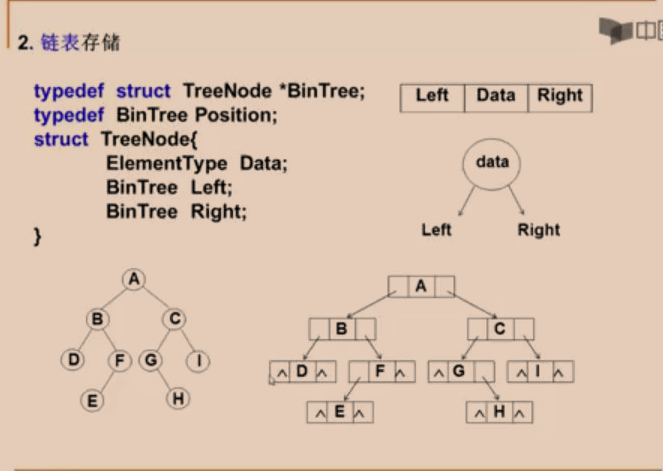 2. 链表存储
typedef struct TreeNode *BinTree;
typedef BinTree Position;
struct TreeNode{
ElementType Data;
BinTree Left;
BinTree Right;
}
Left Data Right
data
Left Right
A
B C
D F G I
E H
A
B C
^ D ^ F ^ ^ G ^ I ^
^ E ^ ^ H ^
中